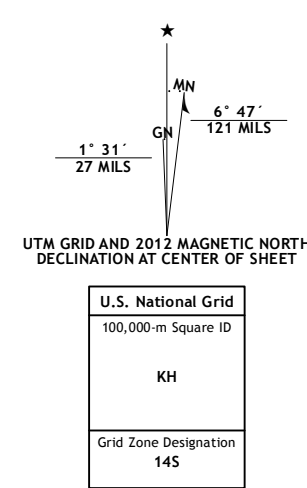 ★
MN
6° 47´
121 MILS
GN
1° 31´
27 MILS
UTM GRID AND 2012 MAGNETIC NORTH
DECLINATION AT CENTER OF SHEET
U.S. National Grid
100,000-m Square ID
KH
Grid Zone Designation
14S